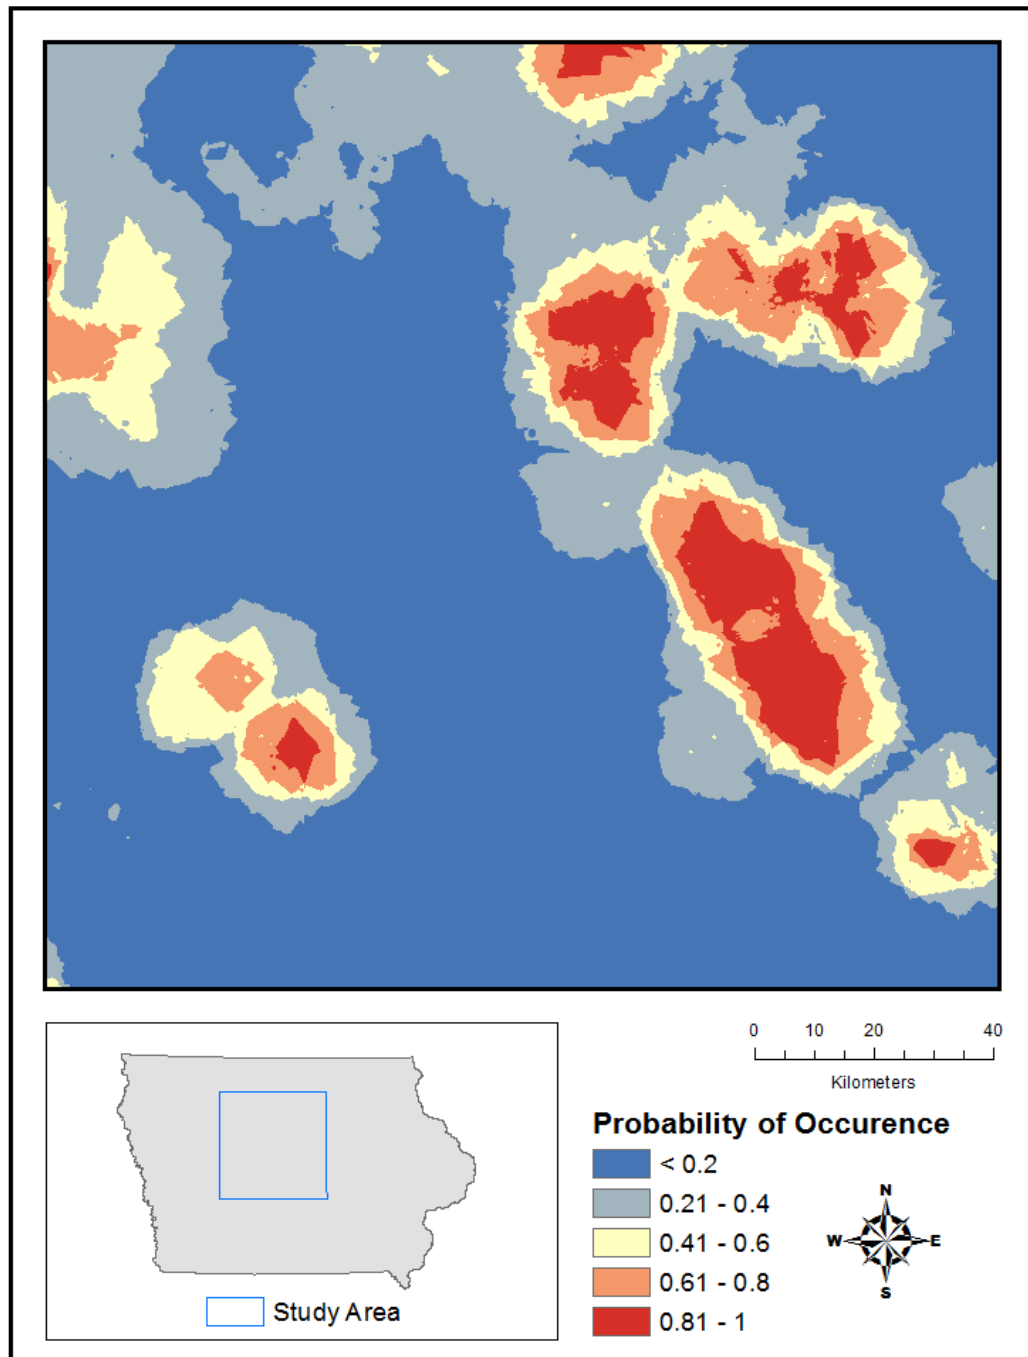 0 10 20 40
Kilometers
Probability of Occurence
< 0.2
0.21 - 0.4
0.41 - 0.6
0.61 - 0.8
0.81 - 1
N
W E
S
Study Area